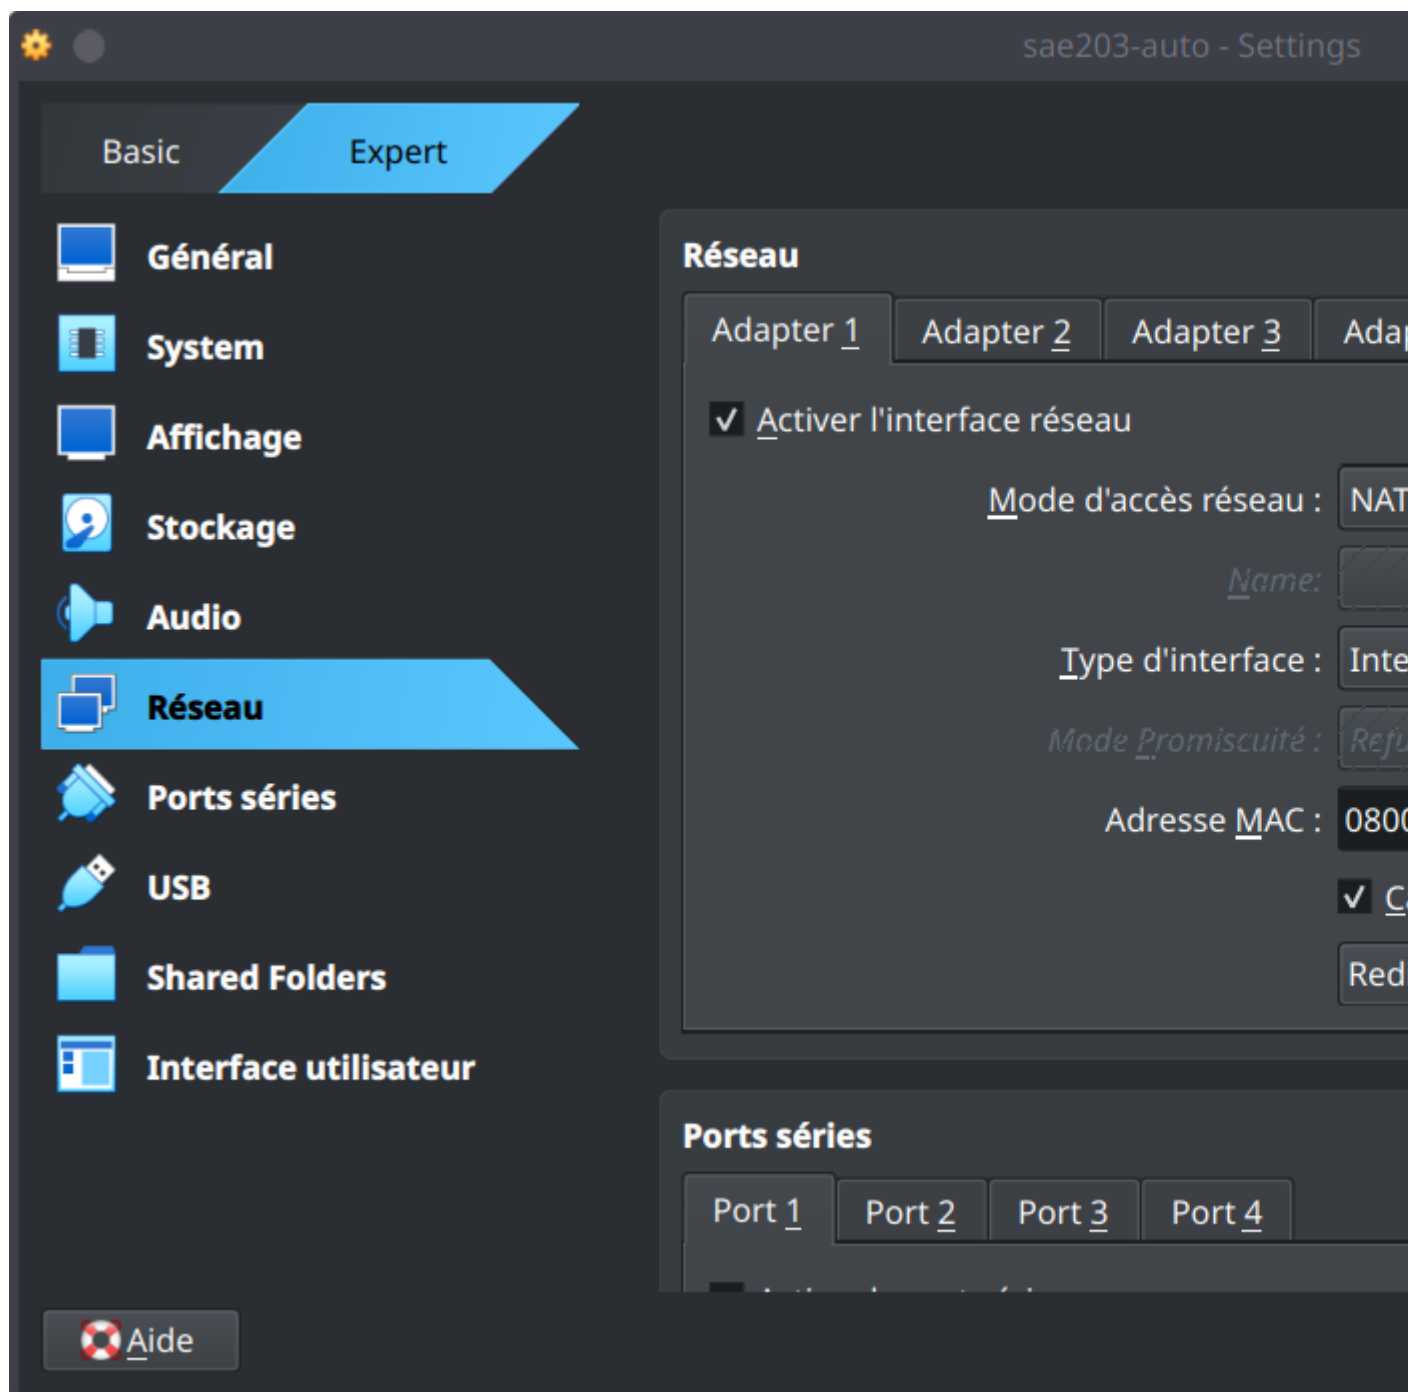 sae203-auto - Settings
Basic
Expert
Général
System
Affichage
Stockage
Audio
Réseau
Ports séries
USB
Shared Folders
Interface utilisateur
Aide
Réseau
Adapter 1
Adapter 2
Adapter 3
Activer l'interface réseau
Mode d'accès réseau : NAT
Name:
Type d'interface :
Mode Promiscuité :
Adresse MAC :
Ports séries
Port 1
Port 2
Port 3
Port 4